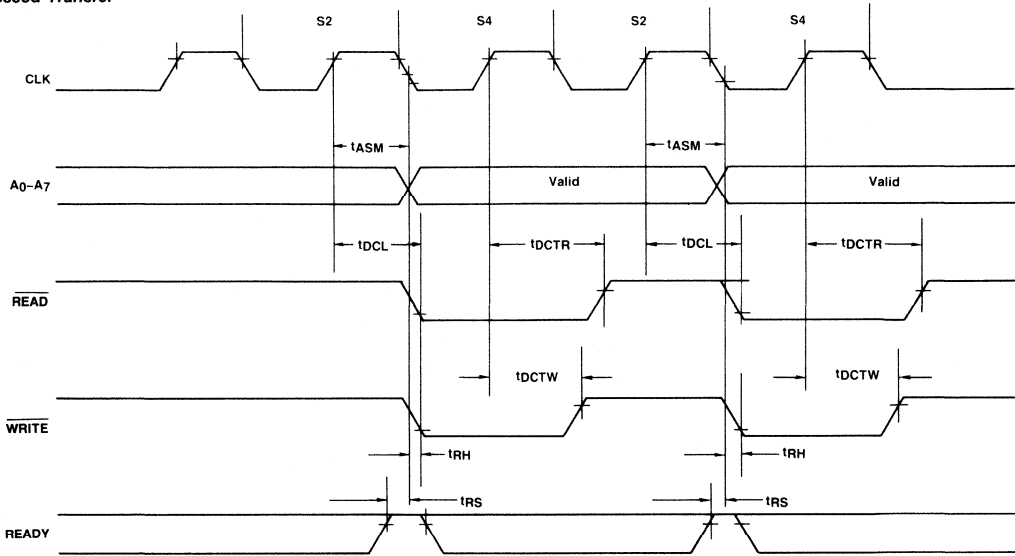 S2 S4 S2 S4
CLK
tASM tASM
A0–A7 Valid Valid
tDCL tDCTR tDCL tDCTR
READ
tDCTW tDCTW
WRITE
tRH tRH
tRS tRS
READY